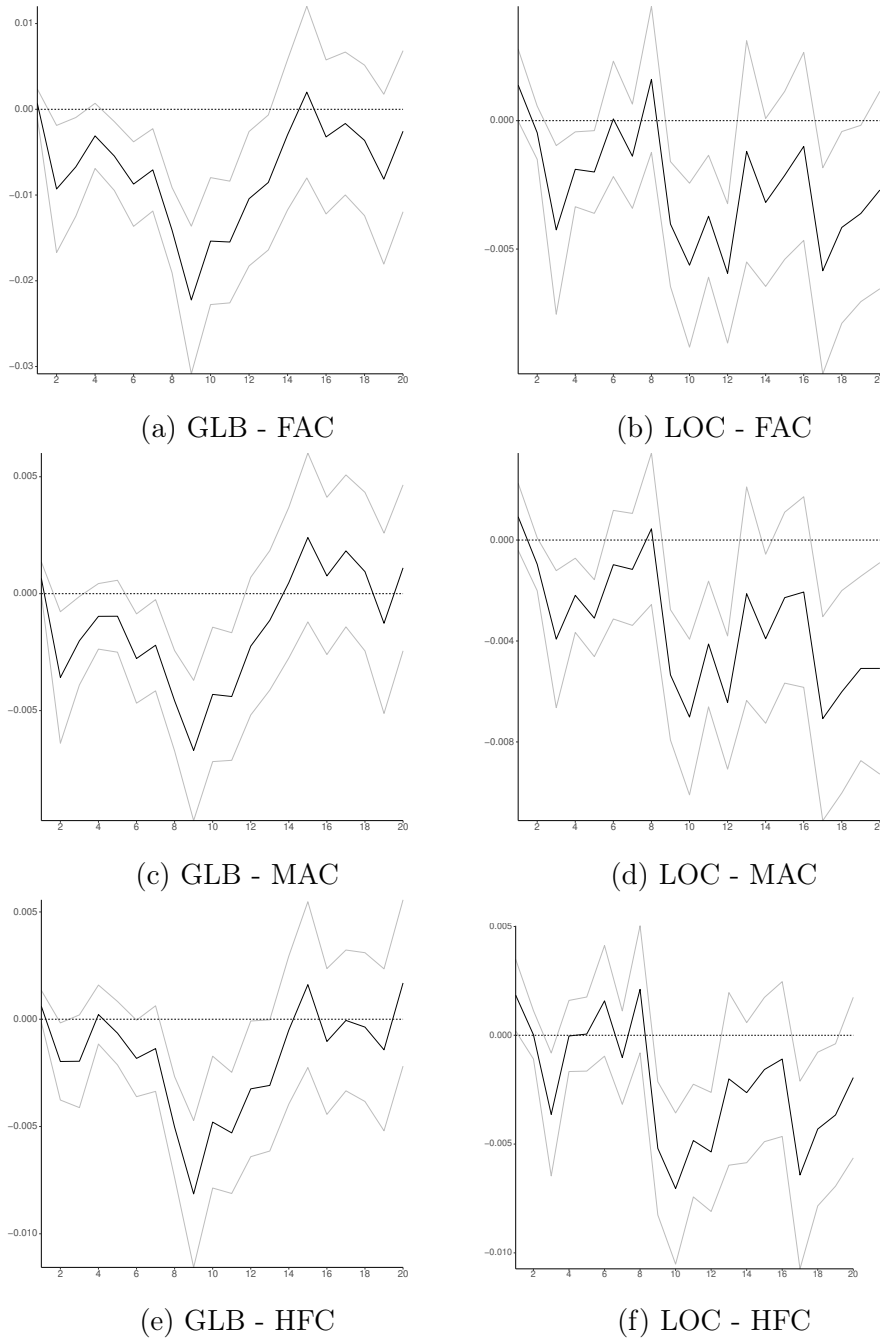 0.01
0.00
−0.01
−0.02
−0.03
2 4 6 8 10 12 14 16 18 20
(a) GLB - FAC
0.000
−0.005
2 4 6 8 10 12 14 16 18 20
(b) LOC - FAC
0.005
0.000
−0.005
2 4 6 8 10 12 14 16 18 20
(c) GLB - MAC
0.000
−0.004
−0.008
2 4 6 8 10 12 14 16 18 20
(d) LOC - MAC
0.005
0.000
−0.005
−0.010
2 4 6 8 10 12 14 16 18 20
(e) GLB - HFC
0.005
0.000
−0.005
−0.010
2 4 6 8 10 12 14 16 18 20
(f) LOC - HFC